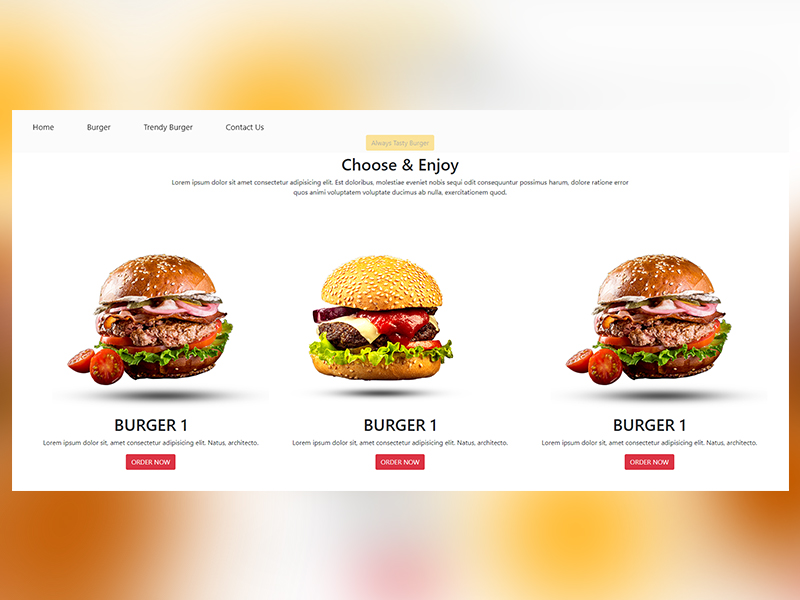 Home Burger Trendy Burger Contact Us
Always Tasty Burger
Choose & Enjoy
Lorem ipsum dolor sit amet consectetur adipisicing elit. Est doloribus, molestiae eveniet nobis sequi odit consequuntur possimus harum, dolore ratione error
quos animi voluptatem voluptate ducimus ab nulla, exercitationem quod.
BURGER 1
Lorem ipsum dolor sit, amet consectetur adipisicing elit. Natus, architecto.
ORDER NOW
BURGER 1
Lorem ipsum dolor sit, amet consectetur adipisicing elit. Natus, architecto.
ORDER NOW
BURGER 1
Lorem ipsum dolor sit, amet consectetur adipisicing elit. Natus, architecto.
ORDER NOW